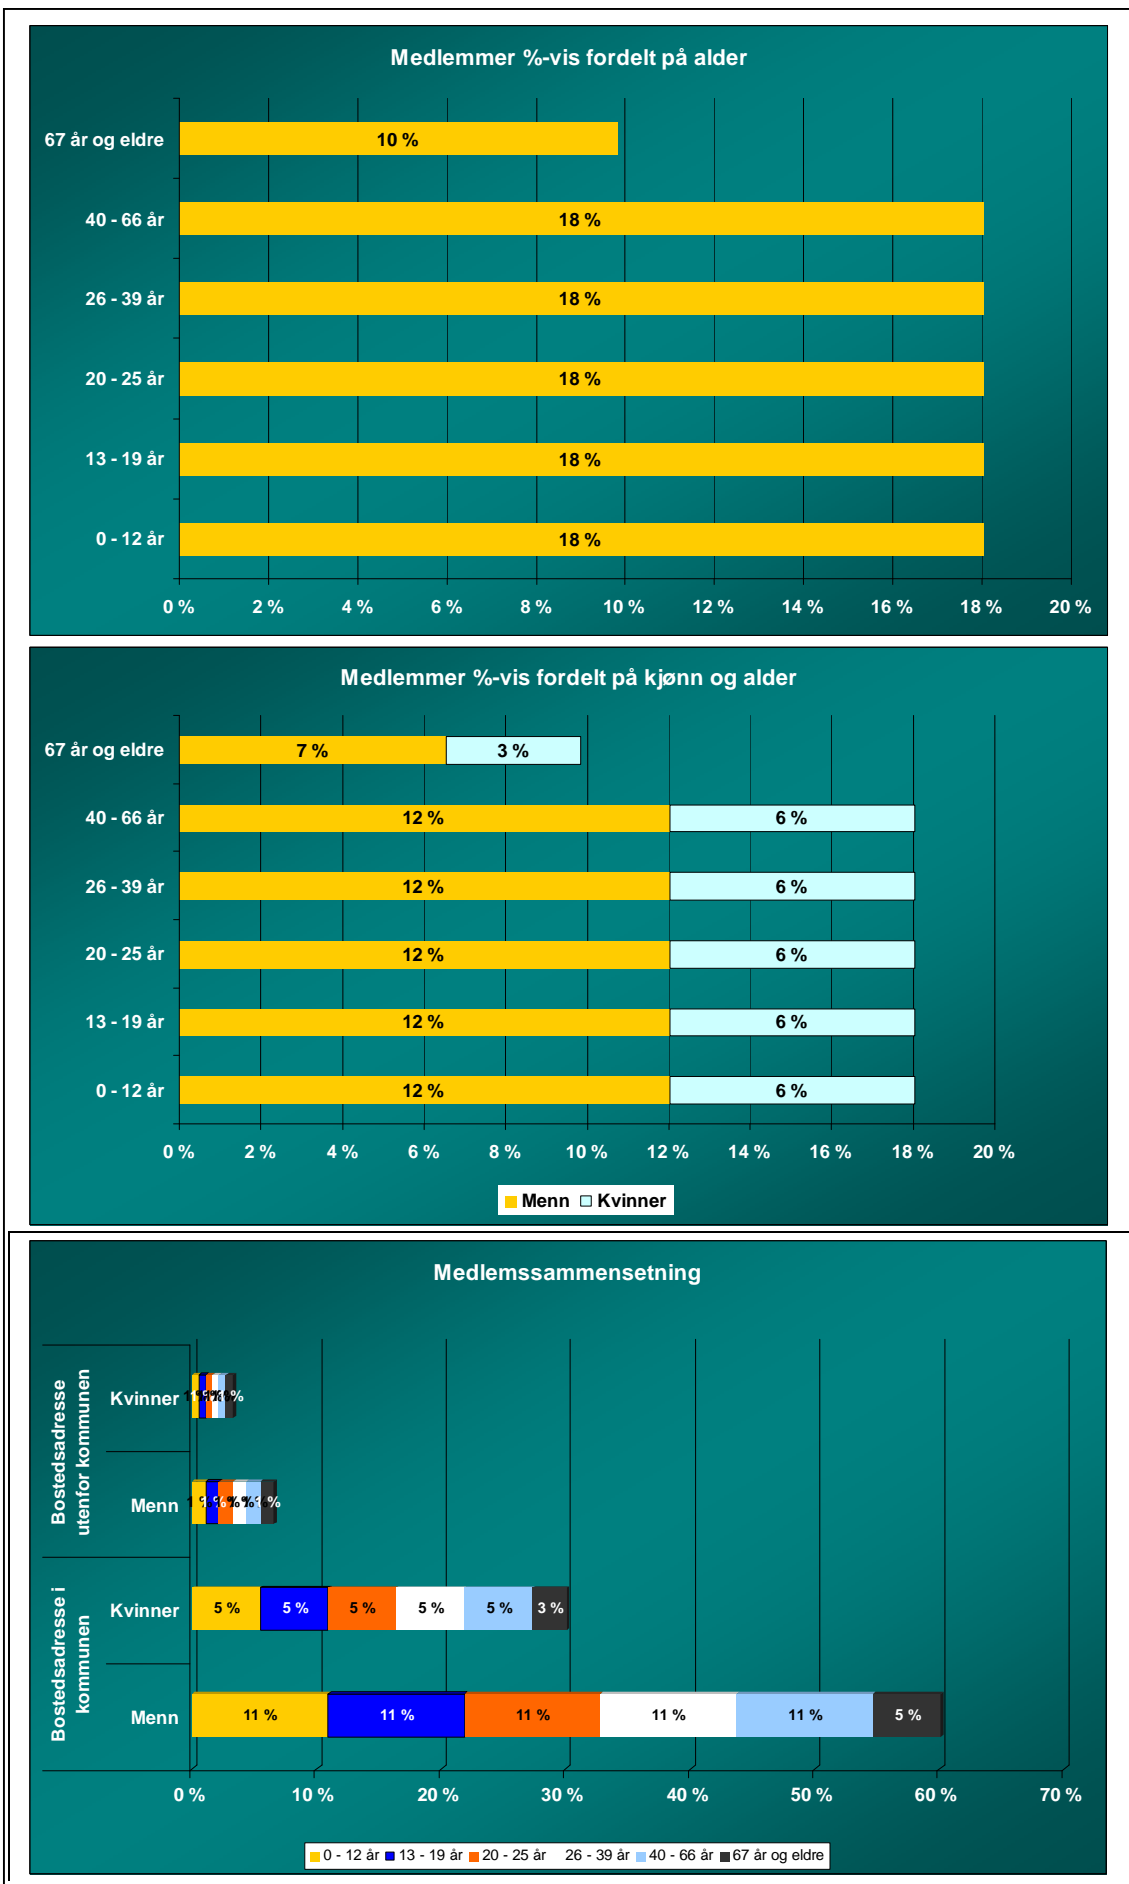 Medlemmer %-vis fordelt på alder
67 år og eldre
10 %
40 - 66 år
18 %
26 - 39 år
18 %
20 - 25 år
18 %
13 - 19 år
18 %
0 - 12 år
18 %
0 % 2 % 4 % 6 % 8 % 10 % 12 % 14 % 16 % 18 % 20 %
Medlemmer %-vis fordelt på kjønn og alder
67 år og eldre
7 % 3 %
40 - 66 år
12 % 6 %
26 - 39 år
12 % 6 %
20 - 25 år
12 % 6 %
13 - 19 år
12 % 6 %
0 - 12 år
12 % 6 %
0 % 2 % 4 % 6 % 8 % 10 % 12 % 14 % 16 % 18 % 20 %
Menn Kvinner
Medlemssammensetning
Bostedsadresse
utenfor kommunen
Kvinner
Menn
Bostedsadresse i
kommunen
Kvinner
5 % 5 % 5 % 5 % 5 % 3 %
Menn
11 % 11 % 11 % 11 % 11 % 5 %
0 % 10 % 20 % 30 % 40 % 50 % 60 % 70 %
0 - 12 år 13 - 19 år 20 - 25 år 26 - 39 år 40 - 66 år 67 år og eldre